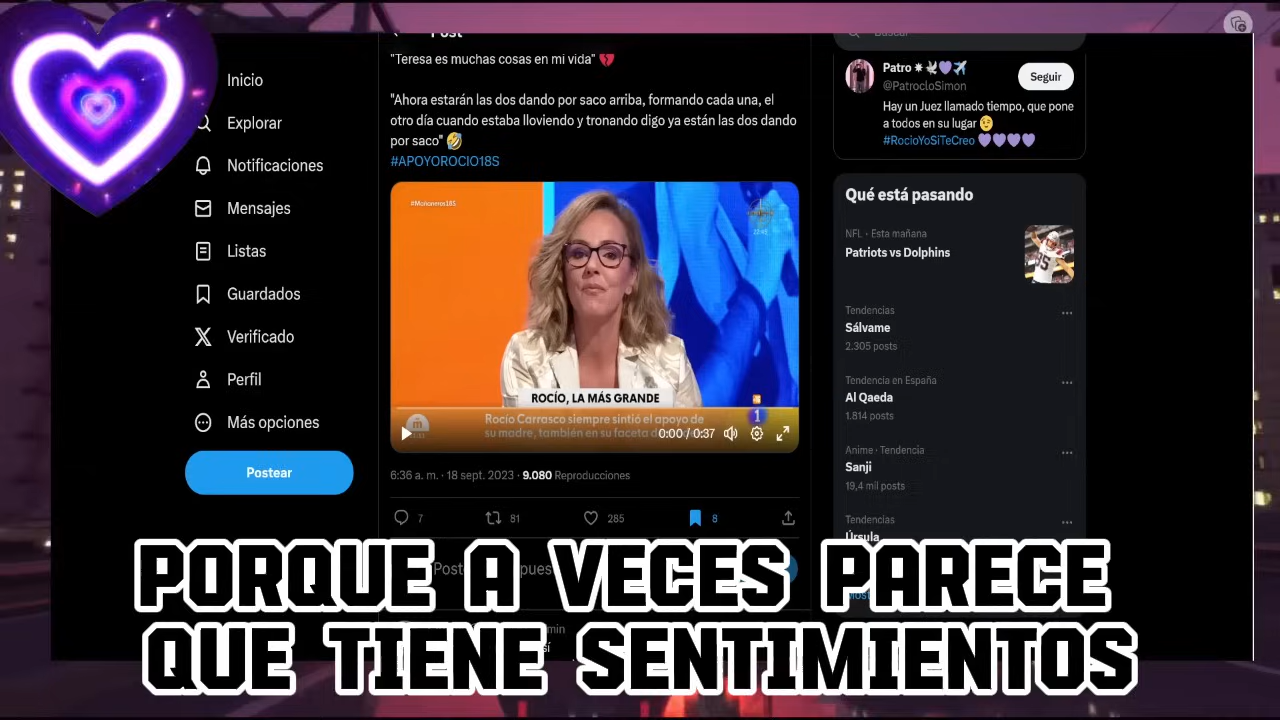 Post
Inicio
Explorar
Notificaciones
Mensajes
Listas
Guardados
Verificado
Perfil
Más opciones
Postear
"Teresa es muchas cosas en mi vida" 💔
"Ahora estarán las dos dando por saco arriba, formando cada una, el
otro día cuando estaba lloviendo y tronando digo ya están las dos dando
por saco" 🤣
#APOYOROCIO18S
#Mañaneros18S
ROCÍO, LA MÁS GRANDE
Rocío Carrasco siempre sintió el apoyo de
su madre, también en su faceta
1
0:00 / 0:37
6:36 a. m. · 18 sept. 2023 · 9.080 Reproducciones
7
81
285
8
Buscar
Patro ✷ 🕊💜✈️
@PatrocloSimon
Seguir
Hay un Juez llamado tiempo, que pone
a todos en su lugar 😉
#RocioYoSiTeCreo 💜💜💜💜
Qué está pasando
NFL · Esta mañana
Patriots vs Dolphins
Tendencias
Sálvame
2.305 posts
Tendencia en España
Al Qaeda
1.814 posts
Anime · Tendencia
Sanji
19,4 mil posts
Tendencias
Úrsula
PORQUE A VECES PARECE
QUE TIENE SENTIMIENTOS